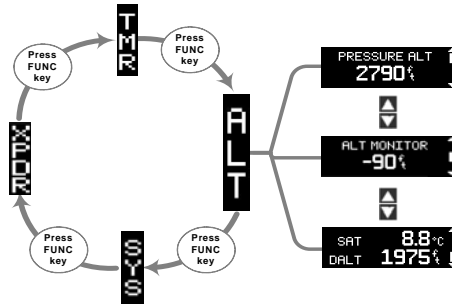 TMR
Press
FUNC
key
Press
FUNC
key
PRESSURE ALT
2790ft
ALT
ALT MONITOR
-90ft
XPDR
Press
FUNC
key
Press
FUNC
key
SYS
SAT 8.8°C
DALT 1975ft